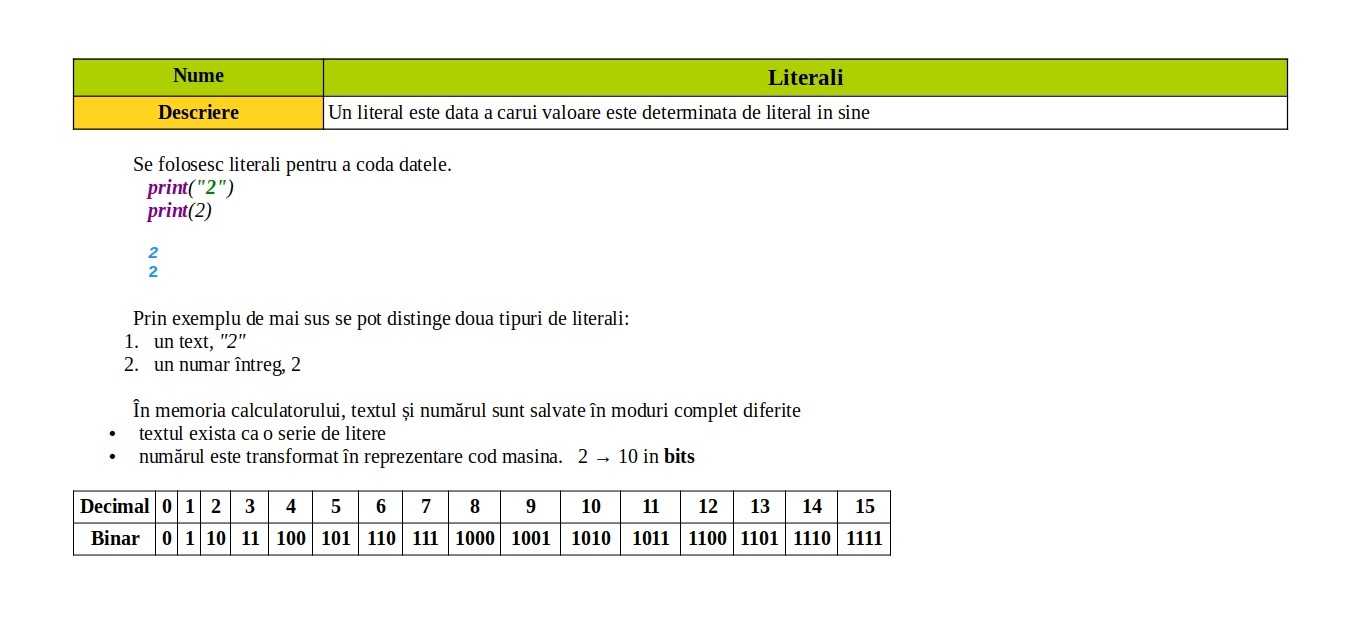 Nume Literali
Descriere Un literal este data a carui valoare este determinata de literal in sine
Se folosesc literali pentru a coda datele.
print("2")
print(2)
2
2
Prin exemplu de mai sus se pot distinge doua tipuri de literali:
1. un text, "2"
2. un numar întreg, 2
În memoria calculatorului, textul și numărul sunt salvate în moduri complet diferite
• textul exista ca o serie de litere
• numărul este transformat în reprezentare cod masina. 2 → 10 in bits
Decimal 0 1 2 3 4 5 6 7 8 9 10 11 12 13 14 15
Binar 0 1 10 11 100 101 110 111 1000 1001 1010 1011 1100 1101 1110 1111